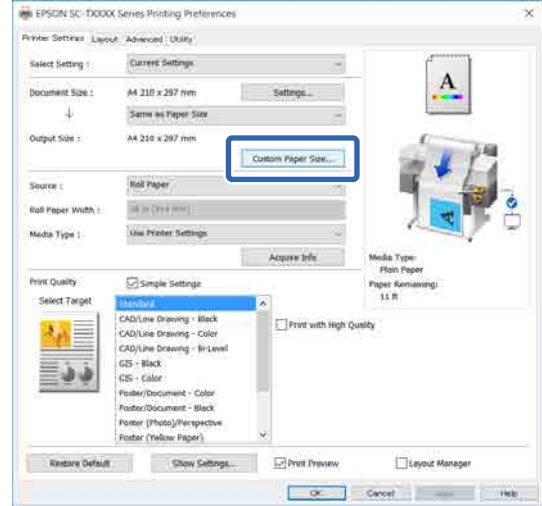 EPSON SC-TXXXX Series Printing Preferences
Printer Settings Layout Advanced Utility
Select Setting : Current Settings
Document Size : A4 210 x 297 mm Settings...
Same as Paper Size
Output Size : A4 210 x 297 mm
Custom Paper Size...
Source : Roll Paper
Roll Paper Width :
Media Type : Use Printer Settings
Acquire Info
Media Type:
Plain Paper
Paper Remaining:
11 ft
Print Quality Simple Settings
Select Target
Standard
CAD/Line Drawing - Black
CAD/Line Drawing - Color
CAD/Line Drawing - Bi-Level
GIS - Black
GIS - Color
Poster/Document - Color
Poster/Document - Black
Poster (Photo)/Perspective
Poster (Yellow Paper)
Print with High Quality
Restore Default Show Settings... Print Preview Layout Manager
OK Cancel Help
A